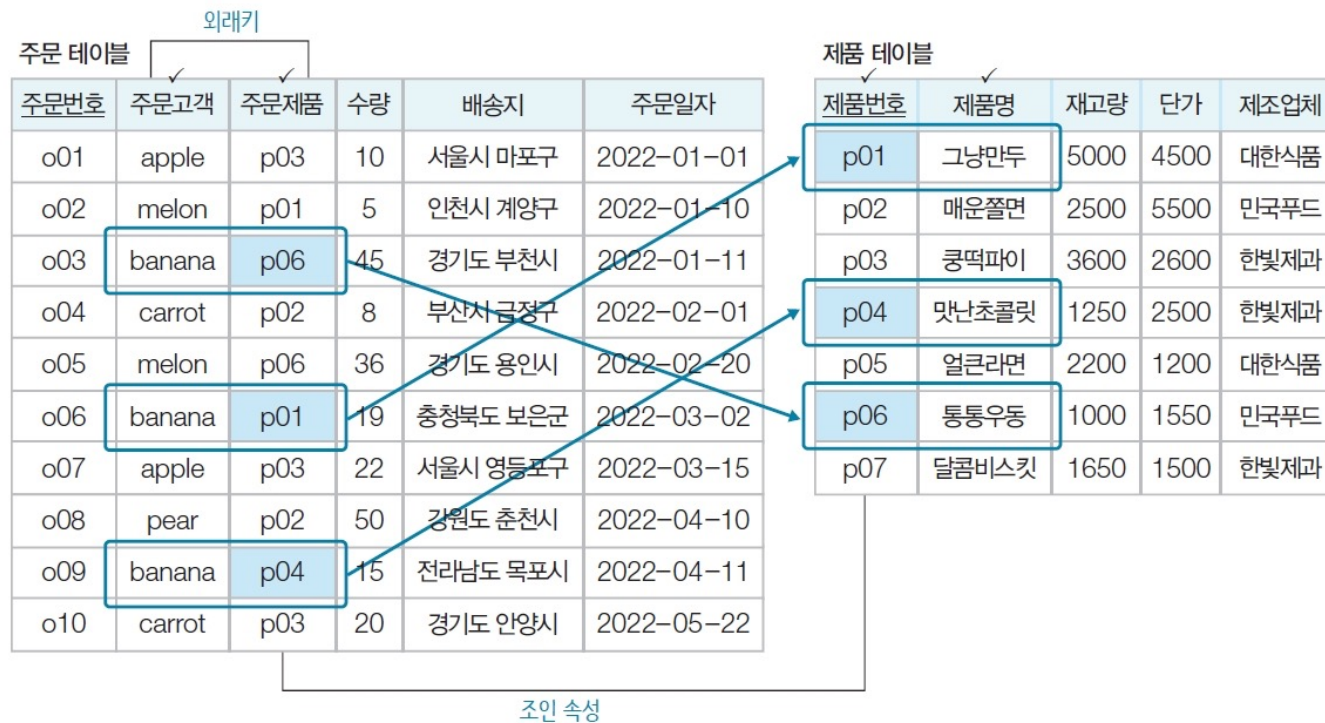 외래키
주문 테이블
주문번호 주문고객 주문제품 수량 배송지 주문일자
o01 apple p03 10 서울시 마포구 2022-01-01
o02 melon p01 5 인천시 계양구 2022-01-10
o03 banana p06 45 경기도 부천시 2022-01-11
o04 carrot p02 8 부산시 금정구 2022-02-01
o05 melon p06 36 경기도 용인시 2022-02-20
o06 banana p01 19 충청북도 보은군 2022-03-02
o07 apple p03 22 서울시 영등포구 2022-03-15
o08 pear p02 50 강원도 춘천시 2022-04-10
o09 banana p04 15 전라남도 목포시 2022-04-11
o10 carrot p03 20 경기도 안양시 2022-05-22
제품 테이블
제품번호 제품명 재고량 단가 제조업체
p01 그냥만두 5000 4500 대한식품
p02 매운쫄면 2500 5500 민국푸드
p03 쿵떡파이 3600 2600 한빛제과
p04 맛난초콜릿 1250 2500 한빛제과
p05 얼큰라면 2200 1200 대한식품
p06 통통우동 1000 1550 민국푸드
p07 달콤비스킷 1650 1500 한빛제과
조인 속성